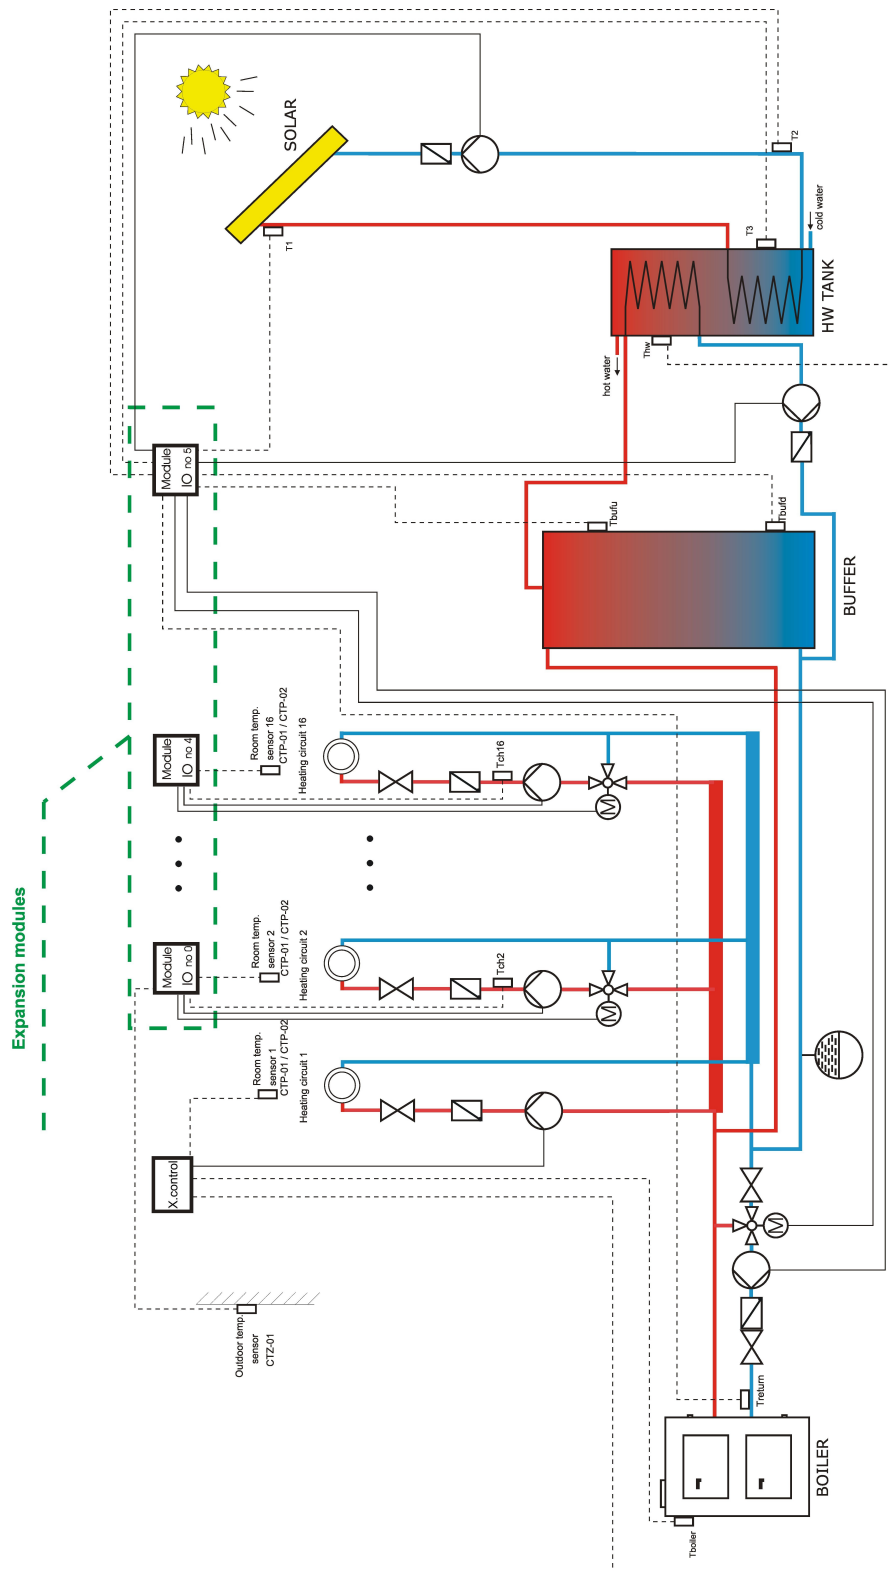 Expansion modules
X.control
Module
IO no 0
Module
IO no 4
Module
IO no 5
Outdoor temp.
sensor
CTZ-01
Room temp.
sensor 1
CTP-01 / CTP-02
Heating circuit 1
Room temp.
sensor 2
CTP-01 / CTP-02
Heating circuit 2
Room temp.
sensor 16
CTP-01 / CTP-02
Heating circuit 16
Tch2
Tch16
M
M
M
Tboiler
Treturn
BOILER
Tbufu
Tbufd
BUFFER
hot water
Thw
HW TANK
T3
cold water
T1
T2
SOLAR